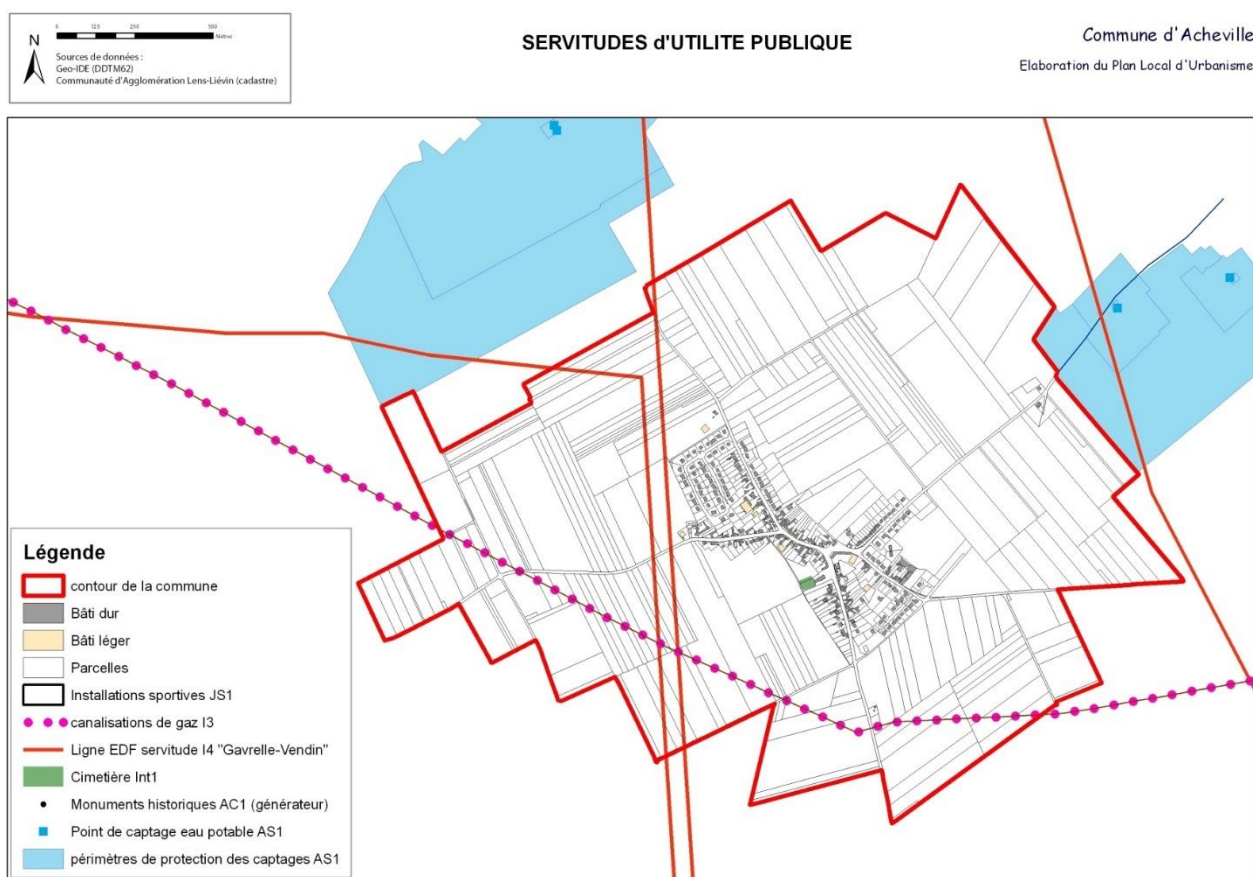 0 125 250 500
Mètres
N
Sources de données :
Geo-IDE (DDTM62)
Communauté d'Agglomération Lens-Liévin (cadastre)
SERVITUDES d'UTILITE PUBLIQUE
Commune d'Acheville
Elaboration du Plan Local d'Urbanisme
Légende
contour de la commune
Bâti dur
Bâti léger
Parcelles
Installations sportives JS1
canalisations de gaz I3
Ligne EDF servitude I4 "Gavrelle-Vendin"
Cimetière Int1
Monuments historiques AC1 (générateur)
Point de captage eau potable AS1
périmètres de protection des captages AS1